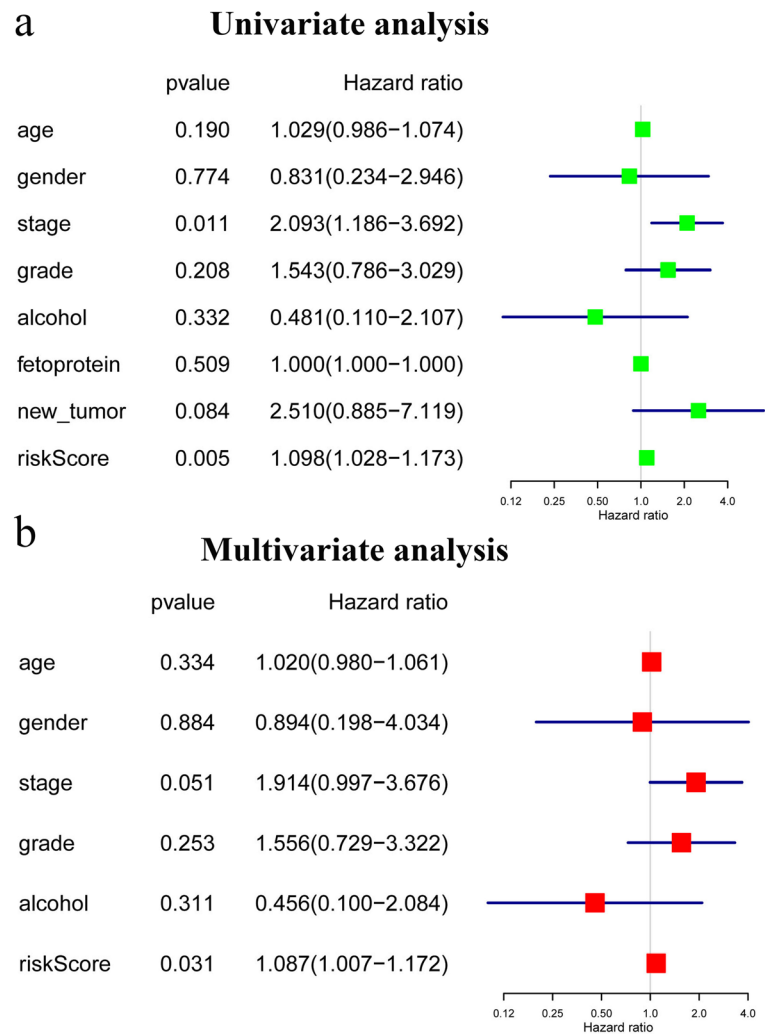 a
Univariate analysis
pvalue Hazard ratio
age 0.190 1.029(0.986−1.074)
gender 0.774 0.831(0.234−2.946)
stage 0.011 2.093(1.186−3.692)
grade 0.208 1.543(0.786−3.029)
alcohol 0.332 0.481(0.110−2.107)
fetoprotein 0.509 1.000(1.000−1.000)
new_tumor 0.084 2.510(0.885−7.119)
riskScore 0.005 1.098(1.028−1.173)
0.12 0.25 0.50 1.0 2.0 4.0
Hazard ratio
b
Multivariate analysis
pvalue Hazard ratio
age 0.334 1.020(0.980−1.061)
gender 0.884 0.894(0.198−4.034)
stage 0.051 1.914(0.997−3.676)
grade 0.253 1.556(0.729−3.322)
alcohol 0.311 0.456(0.100−2.084)
riskScore 0.031 1.087(1.007−1.172)
0.12 0.25 0.50 1.0 2.0 4.0
Hazard ratio